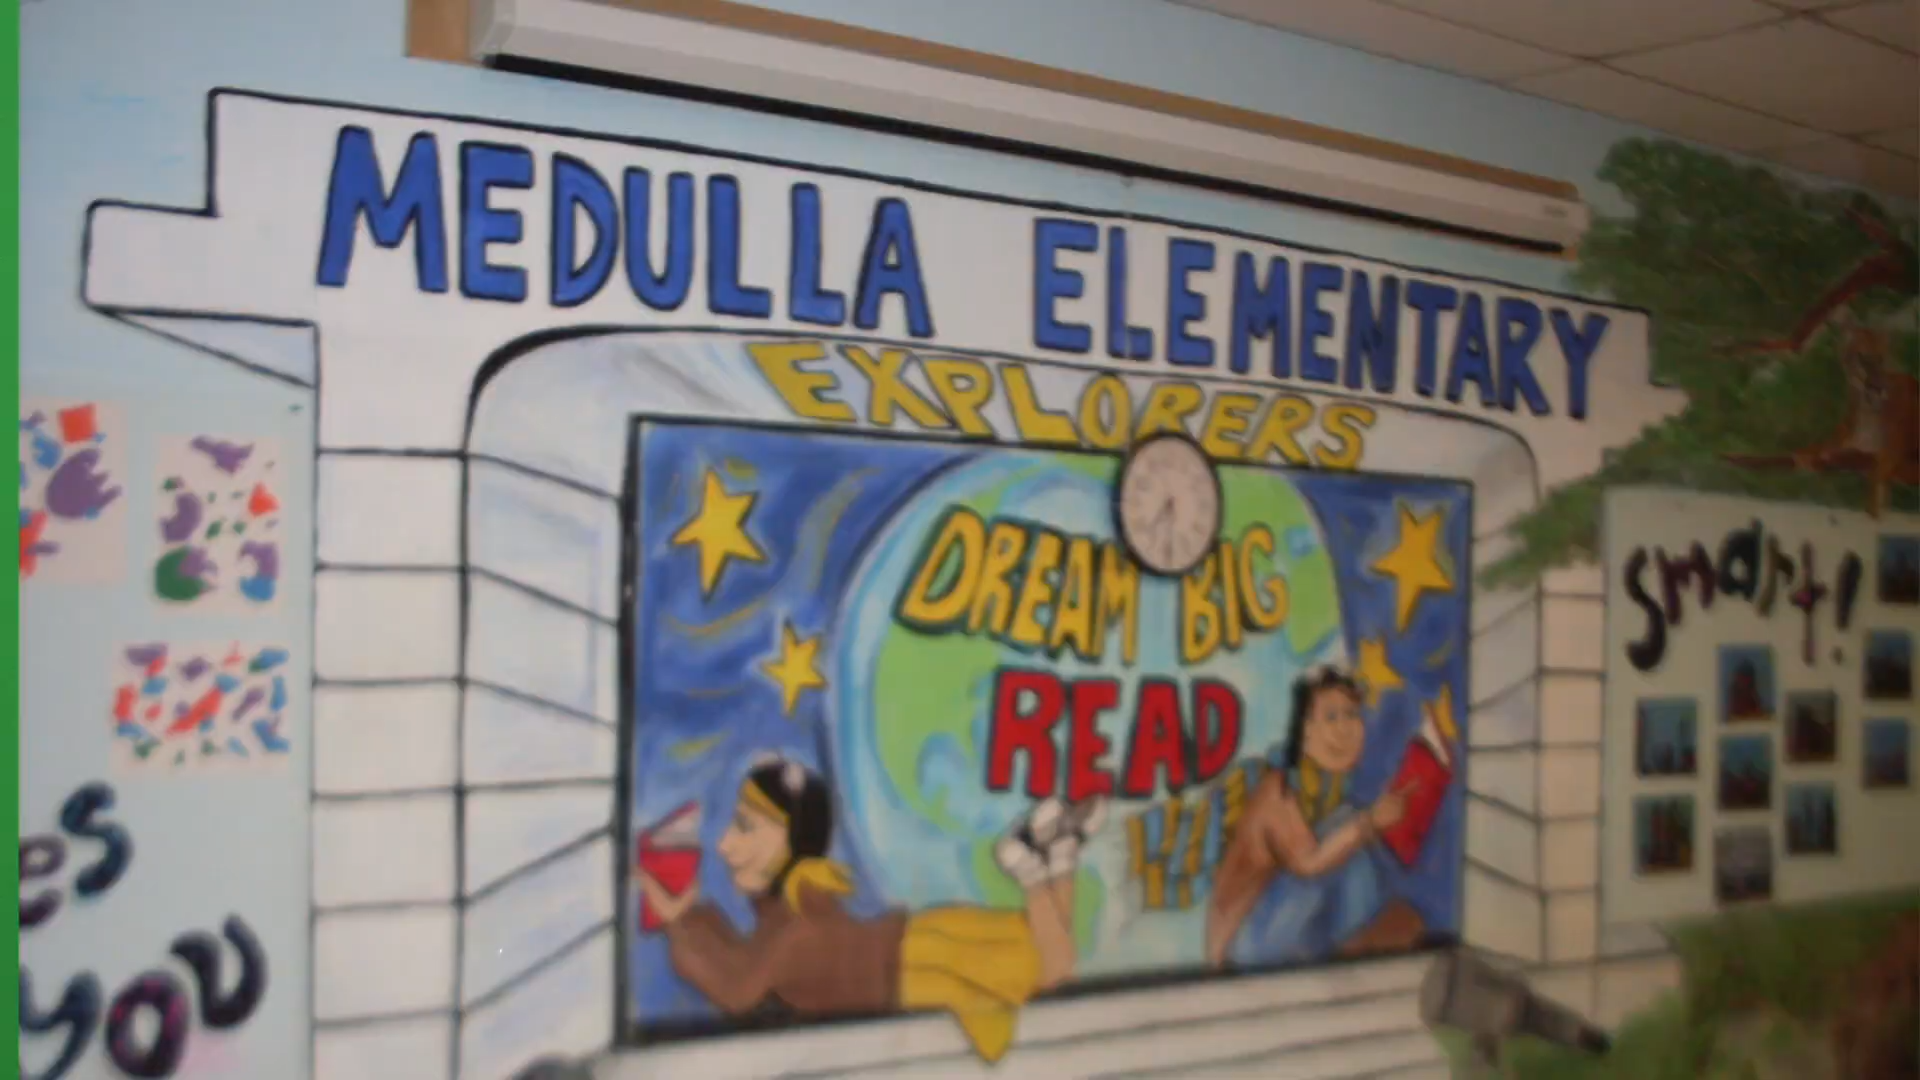 MEDULLA ELEMENTARY
EXPLORERS
DREAM BIG
READ
smart!
es
you